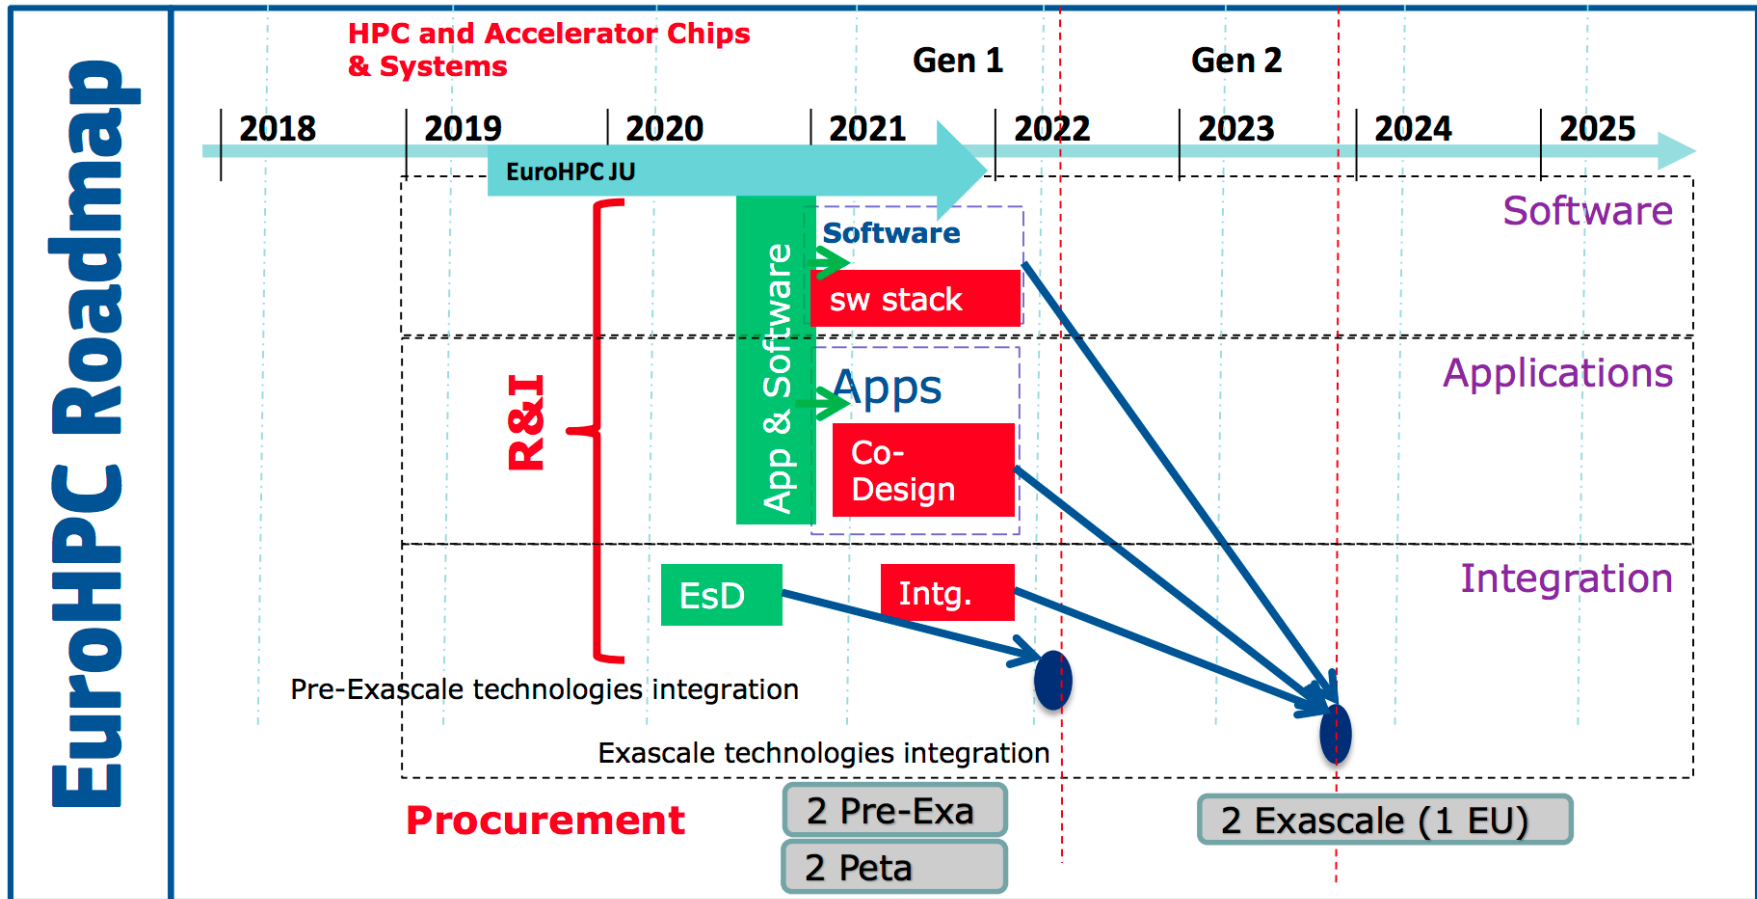 EuroHPC Roadmap
HPC and Accelerator Chips
& Systems
Gen 1
Gen 2
2018
2019
2020
2021
2022
2023
2024
2025
EuroHPC JU
Software
Software
sw stack
App & Software
R&I
Apps
Applications
Co-
Design
Integration
EsD
Intg.
Pre-Exascale technologies integration
Exascale technologies integration
Procurement
2 Pre-Exa
2 Peta
2 Exascale (1 EU)